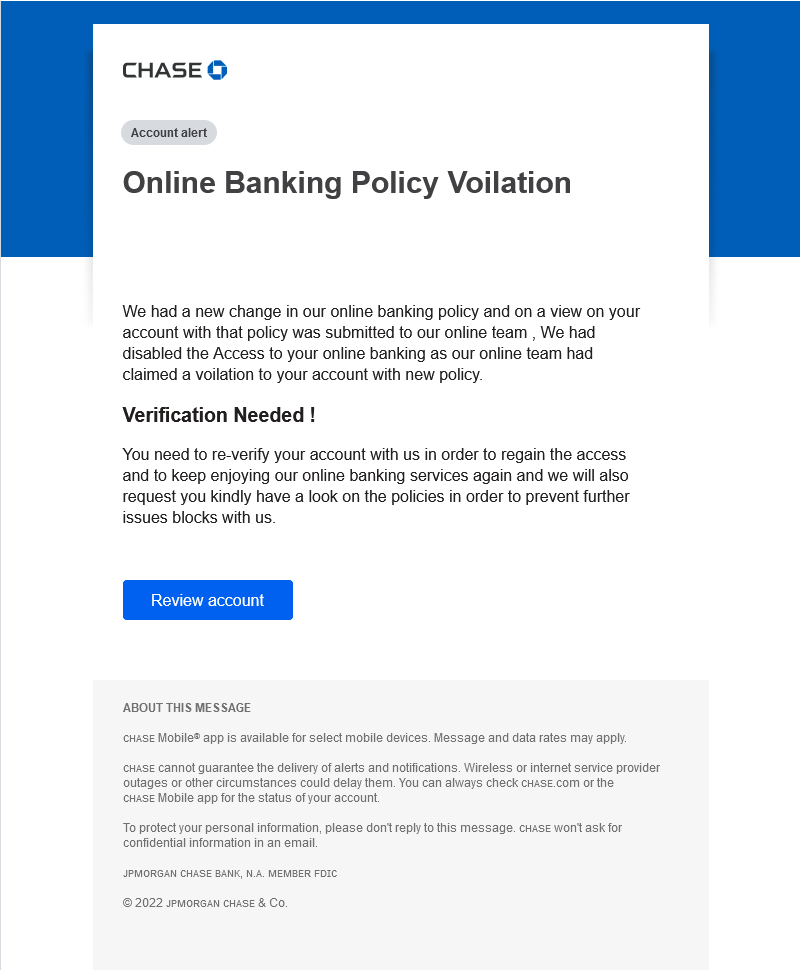 CHASE
Account alert
Online Banking Policy Voilation
We had a new change in our online banking policy and on a view on your
account with that policy was submitted to our online team , We had
disabled the Access to your online banking as our online team had
claimed a voilation to your account with new policy.
Verification Needed !
You need to re-verify your account with us in order to regain the access
and to keep enjoying our online banking services again and we will also
request you kindly have a look on the policies in order to prevent further
issues blocks with us.
Review account
ABOUT THIS MESSAGE
CHASE Mobile® app is available for select mobile devices. Message and data rates may apply.
CHASE cannot guarantee the delivery of alerts and notifications. Wireless or internet service provider
outages or other circumstances could delay them. You can always check CHASE.com or the
CHASE Mobile app for the status of your account.
To protect your personal information, please don't reply to this message. CHASE won't ask for
confidential information in an email.
JPMORGAN CHASE BANK, N.A. MEMBER FDIC
© 2022 JPMORGAN CHASE & Co.